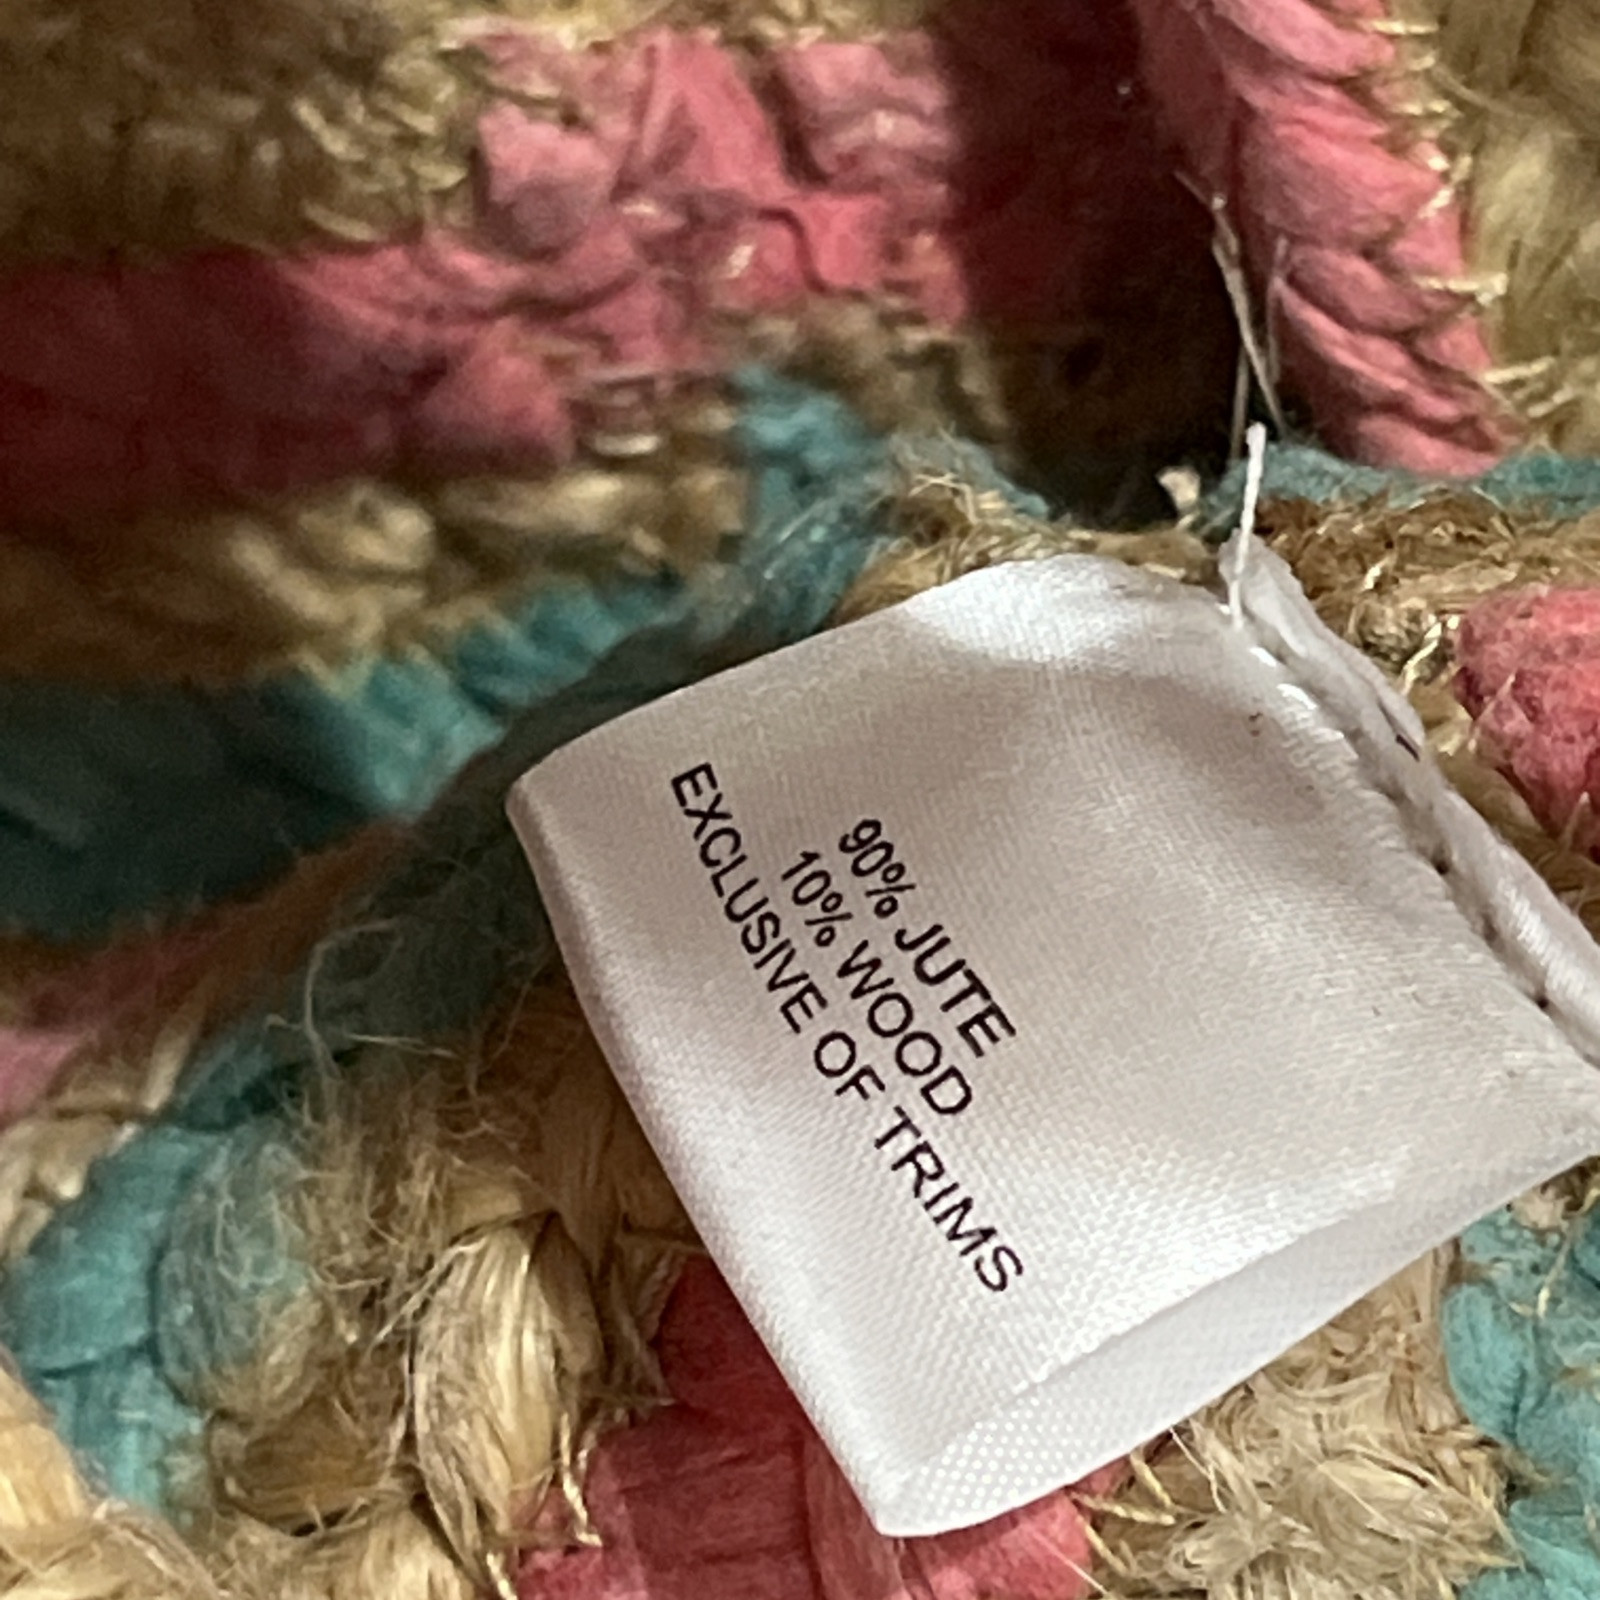 90% JUTE
10% WOOD
EXCLUSIVE OF TRIMS